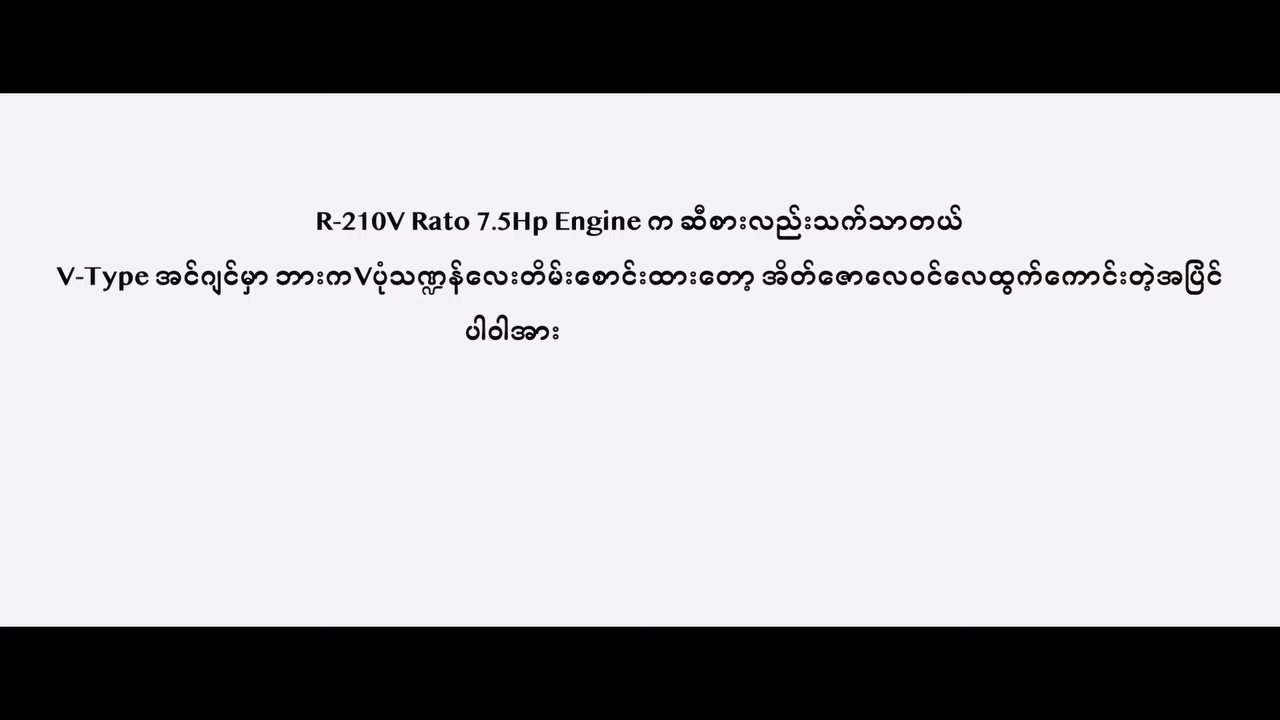 R-210V Rato 7.5Hp Engine က ဆီစားလည်းသက်သာတယ်
V-Type အင်ဂျင်မှာ ဘားကVပုံသဏ္ဍန်လေးတိမ်းစောင်းထားတော့ အိတ်ဇောလေဝင်လေထွက်ကောင်းတဲ့အပြင်
ပါဝါအား